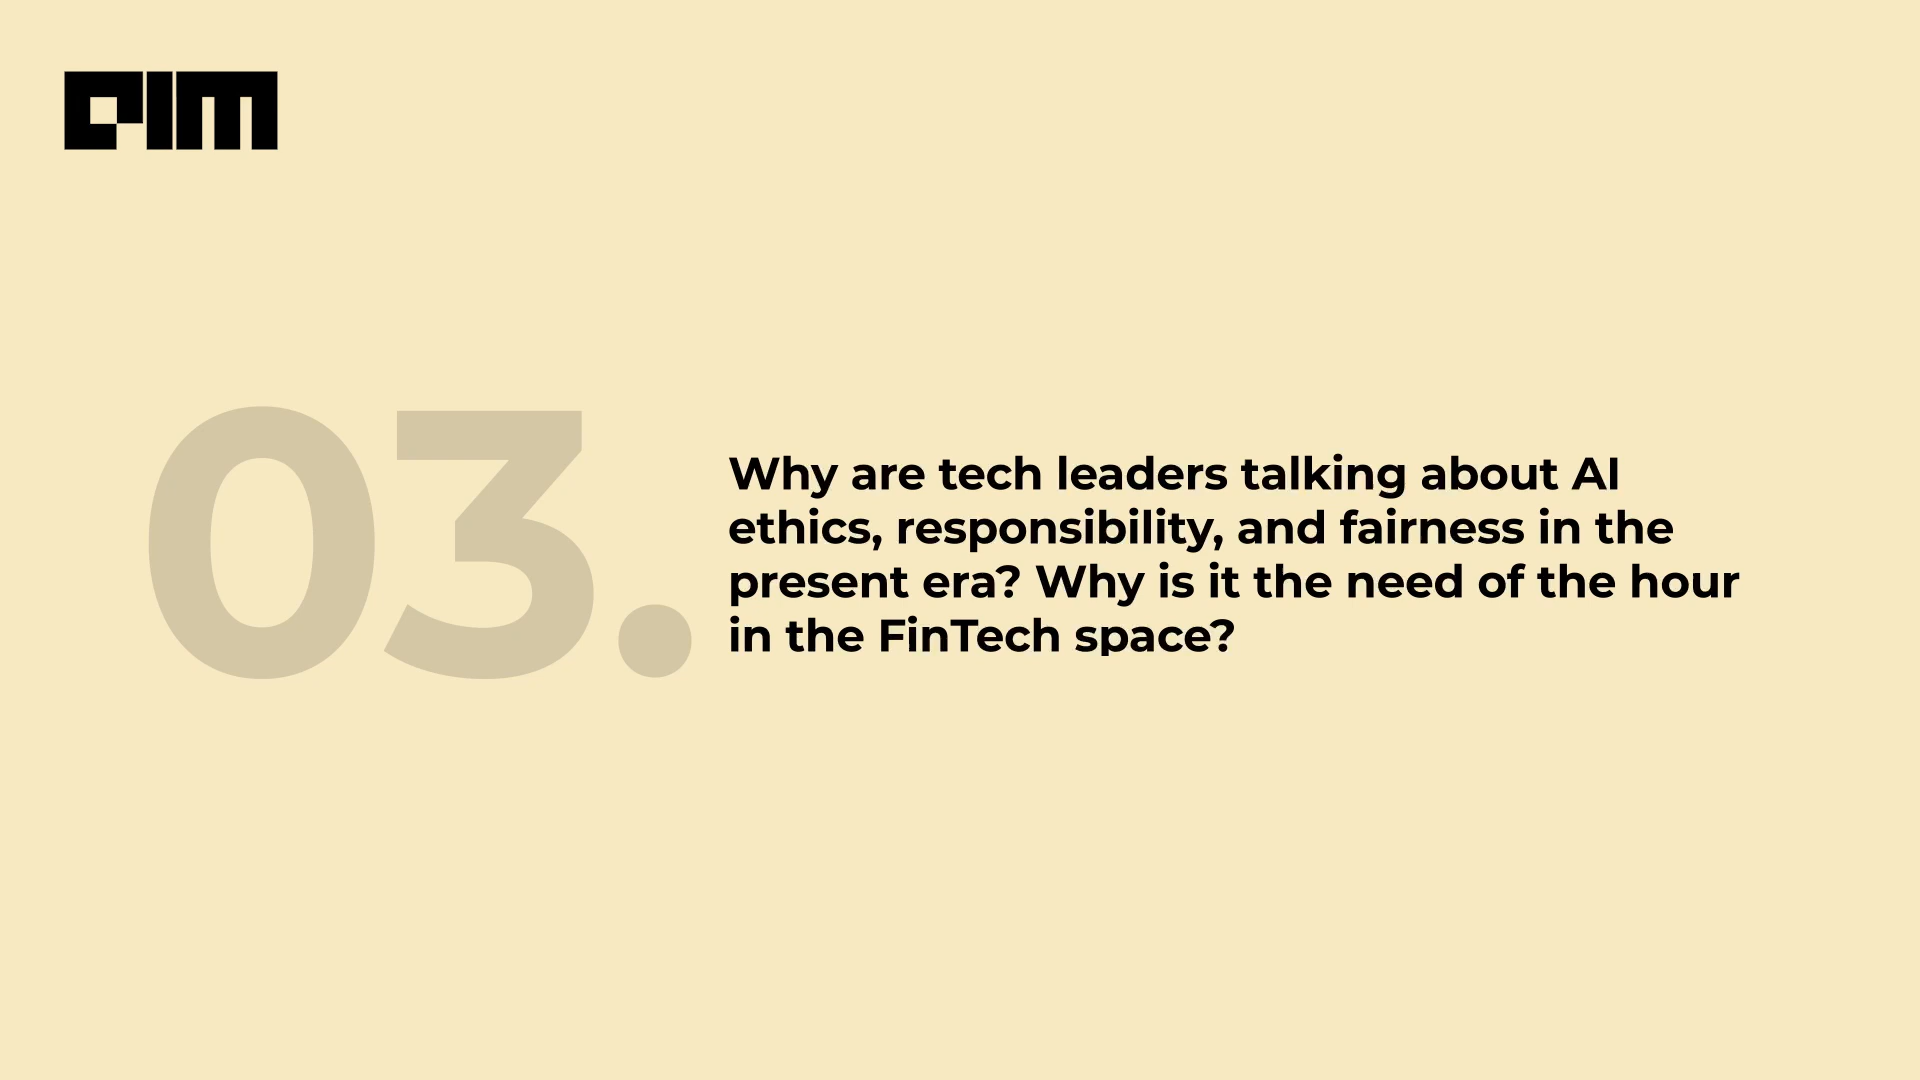 AIM
03.
Why are tech leaders talking about AI
ethics, responsibility, and fairness in the
present era? Why is it the need of the hour
in the FinTech space?